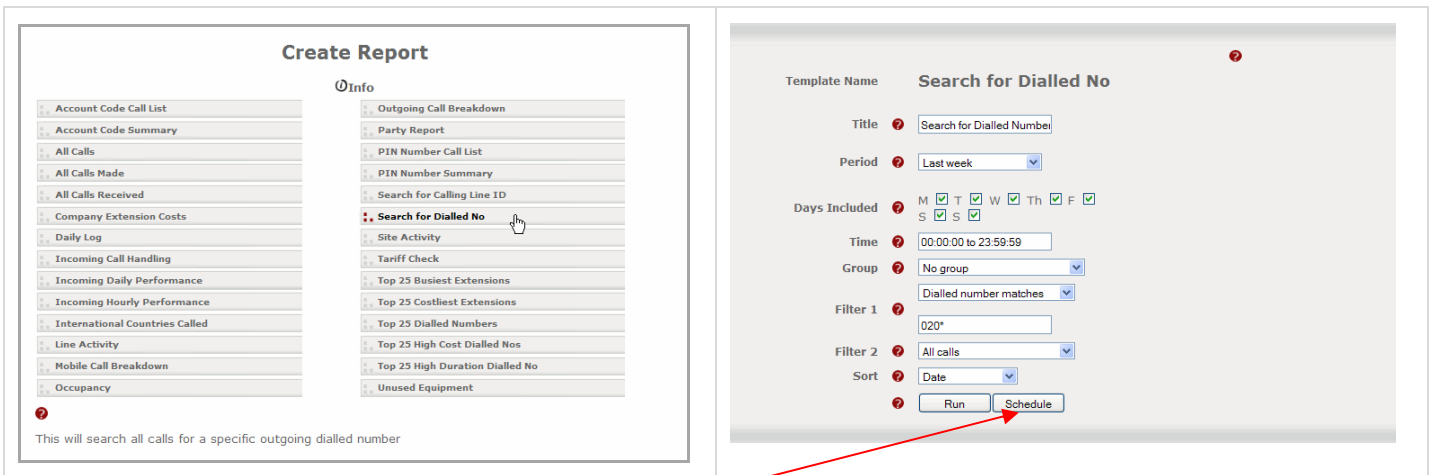 Create Report
Info
Account Code Call List
Account Code Summary
All Calls
All Calls Made
All Calls Received
Company Extension Costs
Daily Log
Incoming Call Handling
Incoming Daily Performance
Incoming Hourly Performance
International Countries Called
Line Activity
Mobile Call Breakdown
Occupancy
Outgoing Call Breakdown
Party Report
PIN Number Call List
PIN Number Summary
Search for Calling Line ID
Search for Dialled No
Site Activity
Tariff Check
Top 25 Busiest Extensions
Top 25 Costliest Extensions
Top 25 Dialled Numbers
Top 25 High Cost Dialled Nos
Top 25 High Duration Dialled No
Unused Equipment
?
This will search all calls for a specific outgoing dialled number
?
Template Name Search for Dialled No
Title ? Search for Dialled Number
Period ? Last week
Days Included ? M T W Th F
S S
Time ? 00:00:00 to 23:59:59
Group ? No group
Filter 1 ? Dialled number matches
020*
Filter 2 ? All calls
Sort ? Date
? Run Schedule